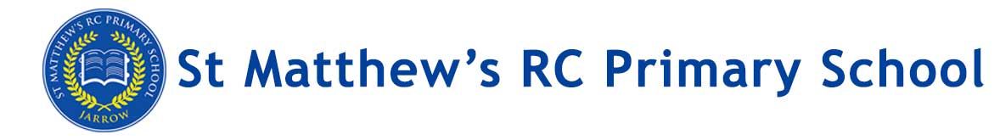 ST MATTHEW'S RC PRIMARY SCHOOL
JARROW
St Matthew’s RC Primary School